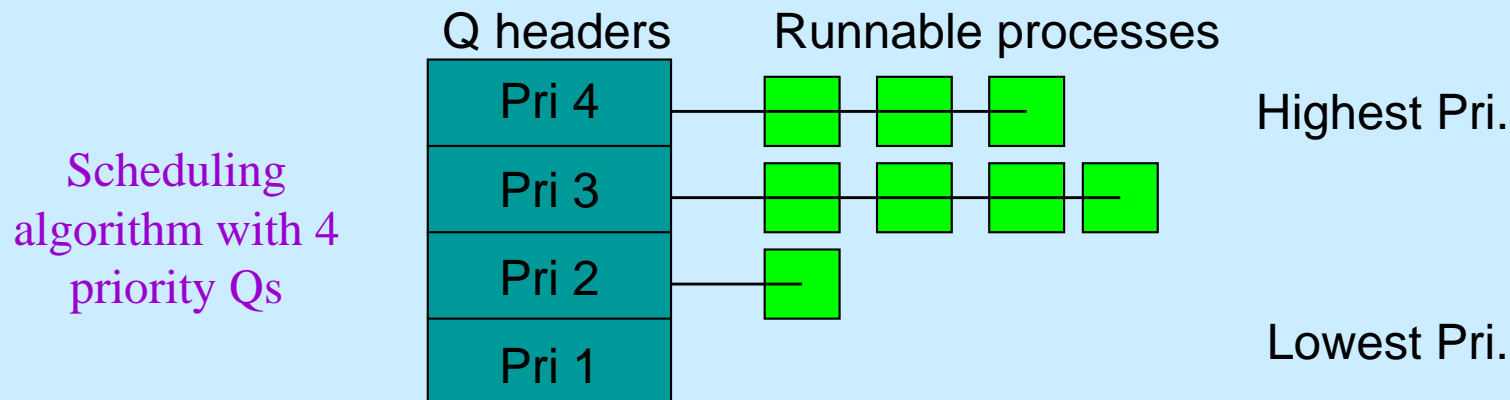 Q headers
Runnable processes
Pri 4
Highest Pri.
Scheduling
algorithm with 4
priority Qs
Pri 3
Pri 2
Pri 1
Lowest Pri.